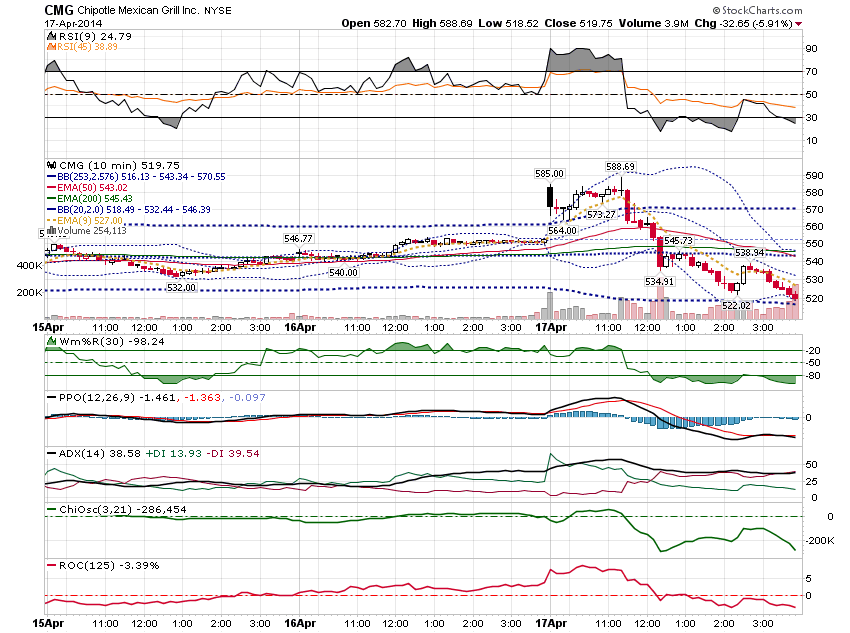 CMG Chipotle Mexican Grill Inc. NYSE © StockCharts.com
17-Apr-2014 Open 582.70 High 588.69 Low 518.52 Close 519.75 Volume 3.9M Chg -32.65 (-5.91%)
RSI(9) 24.79
RSI(45) 38.89
90
70
50
30
10
CMG (10 min) 519.75
BB(253,2.576) 516.13 - 543.34 - 570.55
EMA(50) 543.02
EMA(200) 545.43
BB(20,2.0) 518.49 - 532.44 - 546.39
EMA(9) 527.00
Volume 254,113
585.00
588.69
573.27
564.00
546.77
545.73
540.00
538.94
534.91
532.00
522.02
590
580
570
560
550
540
530
520
400K
200K
15Apr 11:00 12:00 1:00 2:00 3:00 16Apr 11:00 12:00 1:00 2:00 3:00 17Apr 11:00 12:00 1:00 2:00 3:00
Wm%R(30) -98.24
-20
-50
-80
PPO(12,26,9) -1.461, -1.363, -0.097
0
ADX(14) 38.58 +DI 13.93 -DI 39.54
50
25
0
ChiOsc(3,21) -286,454
0
-200K
ROC(125) -3.39%
5
0
15Apr 11:00 12:00 1:00 2:00 3:00 16Apr 11:00 12:00 1:00 2:00 3:00 17Apr 11:00 12:00 1:00 2:00 3:00